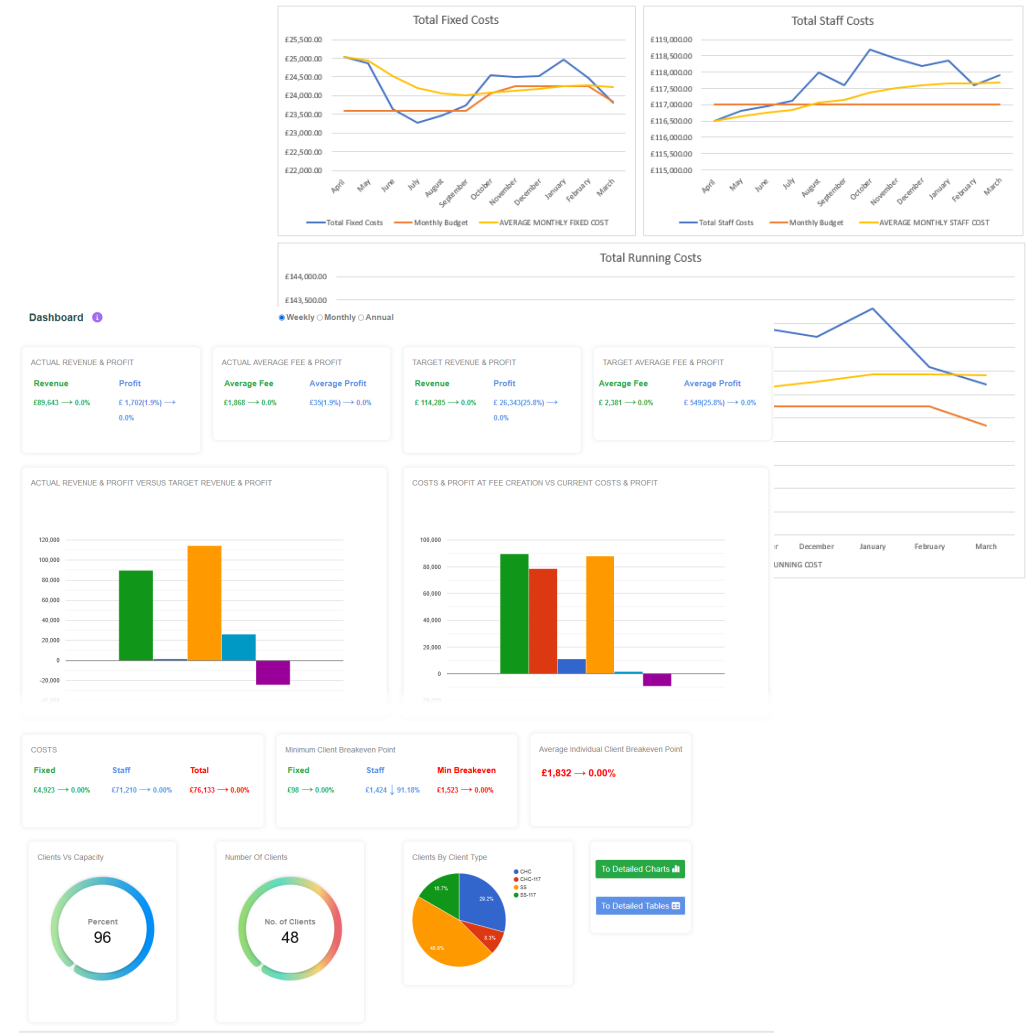 Total Fixed Costs
£25,500.00
£25,000.00
£24,500.00
£24,000.00
£23,500.00
£23,000.00
£22,500.00
£22,000.00
April May June July August September October November December January February March
Total Fixed Costs Monthly Budget AVERAGE MONTHLY FIXED COST
Total Staff Costs
£119,000.00
£118,500.00
£118,000.00
£117,500.00
£117,000.00
£116,500.00
£116,000.00
£115,500.00
£115,000.00
April May June July August September October November December January February March
Total Staff Costs Monthly Budget AVERAGE MONTHLY STAFF COST
Total Running Costs
£144,000.00
£143,500.00
December January February March
UNNING COST
Dashboard i
Weekly Monthly Annual
ACTUAL REVENUE & PROFIT
Revenue Profit
£89,643 → 0.0% £ 1,702(1.9%) →
0.0%
ACTUAL AVERAGE FEE & PROFIT
Average Fee Average Profit
£1,868 → 0.0% £35(1.9%) → 0.0%
TARGET REVENUE & PROFIT
Revenue Profit
£ 114,285 → 0.0% £ 26,343(25.8%) →
0.0%
TARGET AVERAGE FEE & PROFIT
Average Fee Average Profit
£ 2,381 → 0.0% £ 549(25.8%) → 0.0%
ACTUAL REVENUE & PROFIT VERSUS TARGET REVENUE & PROFIT
120,000
100,000
80,000
60,000
40,000
20,000
0
-20,000
COSTS & PROFIT AT FEE CREATION VS CURRENT COSTS & PROFIT
100,000
80,000
60,000
40,000
20,000
0
COSTS
Fixed Staff Total
£4,923 → 0.00% £71,210 → 0.00% £76,133 → 0.00%
Minimum Client Breakeven Point
Fixed Staff Min Breakeven
£98 → 0.00% £1,424 ↓ 91.18% £1,523 → 0.00%
Average Individual Client Breakeven Point
£1,832 → 0.00%
Clients Vs Capacity
Percent
96
Number Of Clients
No. of Clients
48
Clients By Client Type
CHC
CHC-117
SS
SS-117
16.7%
29.2%
8.3%
45.8%
To Detailed Charts
To Detailed Tables